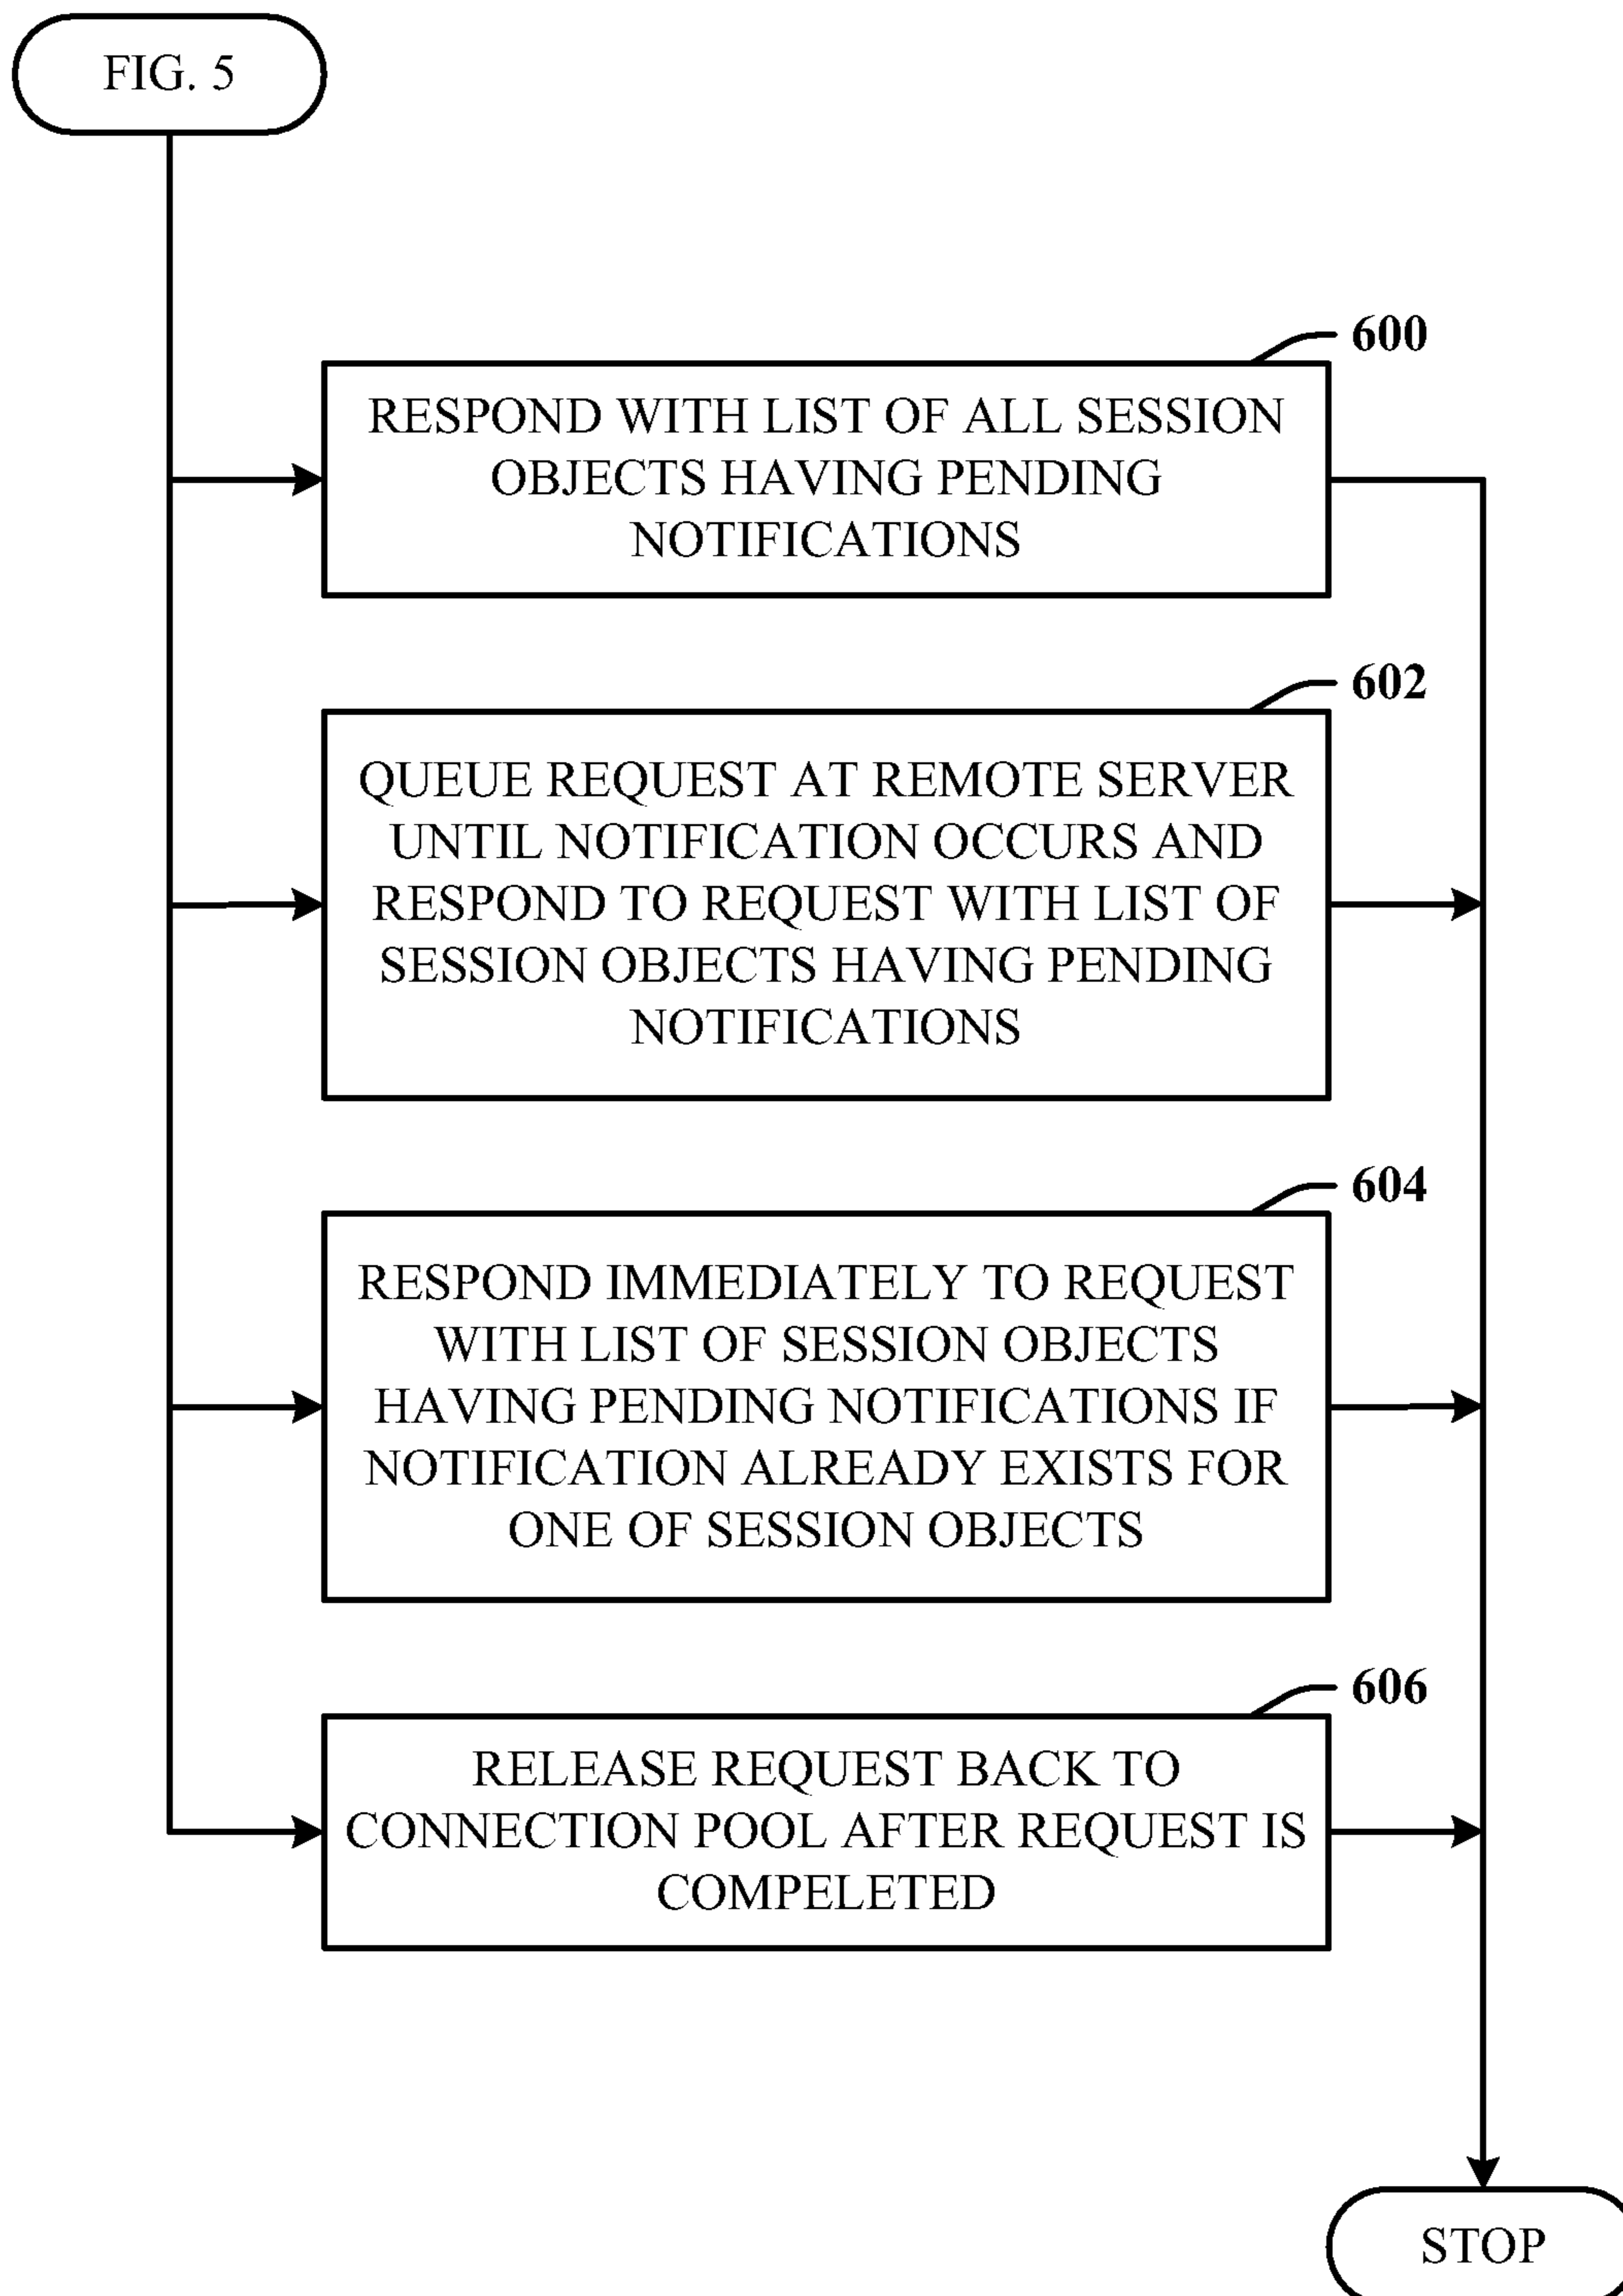 FIG. 5
600
RESPOND WITH LIST OF ALL SESSION
OBJECTS HAVING PENDING
NOTIFICATIONS
602
QUEUE REQUEST AT REMOTE SERVER
UNTIL NOTIFICATION OCCURS AND
RESPOND TO REQUEST WITH LIST OF
SESSION OBJECTS HAVING PENDING
NOTIFICATIONS
604
RESPOND IMMEDIATELY TO REQUEST
WITH LIST OF SESSION OBJECTS
HAVING PENDING NOTIFICATIONS IF
NOTIFICATION ALREADY EXISTS FOR
ONE OF SESSION OBJECTS
606
RELEASE REQUEST BACK TO
CONNECTION POOL AFTER REQUEST IS
COMPELETED
STOP